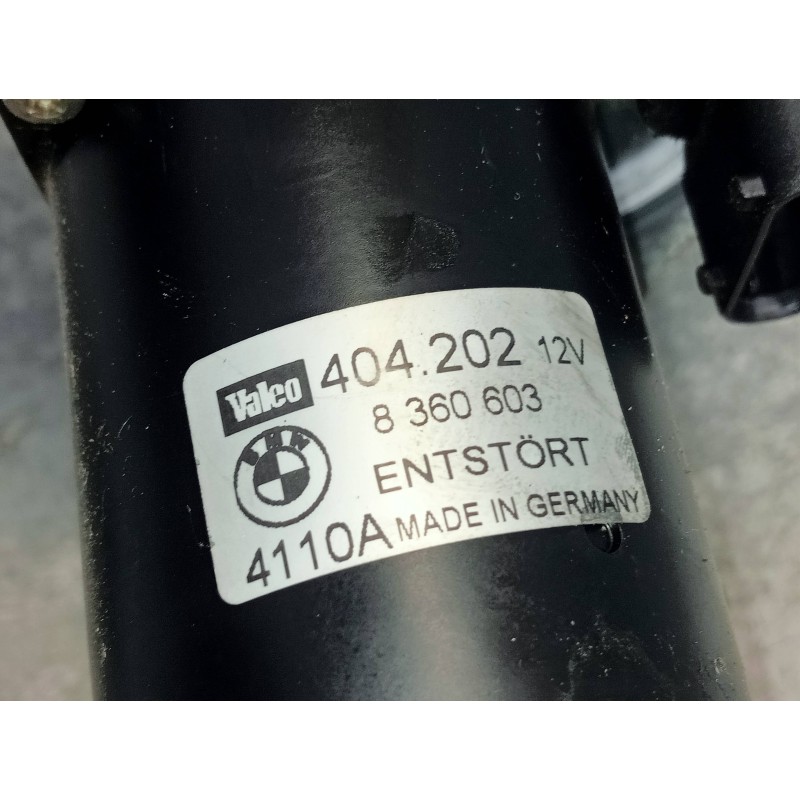 Valeo 404.202 12V
8 360 603
BMW
ENTSTÖRT
4110A MADE IN GERMANY